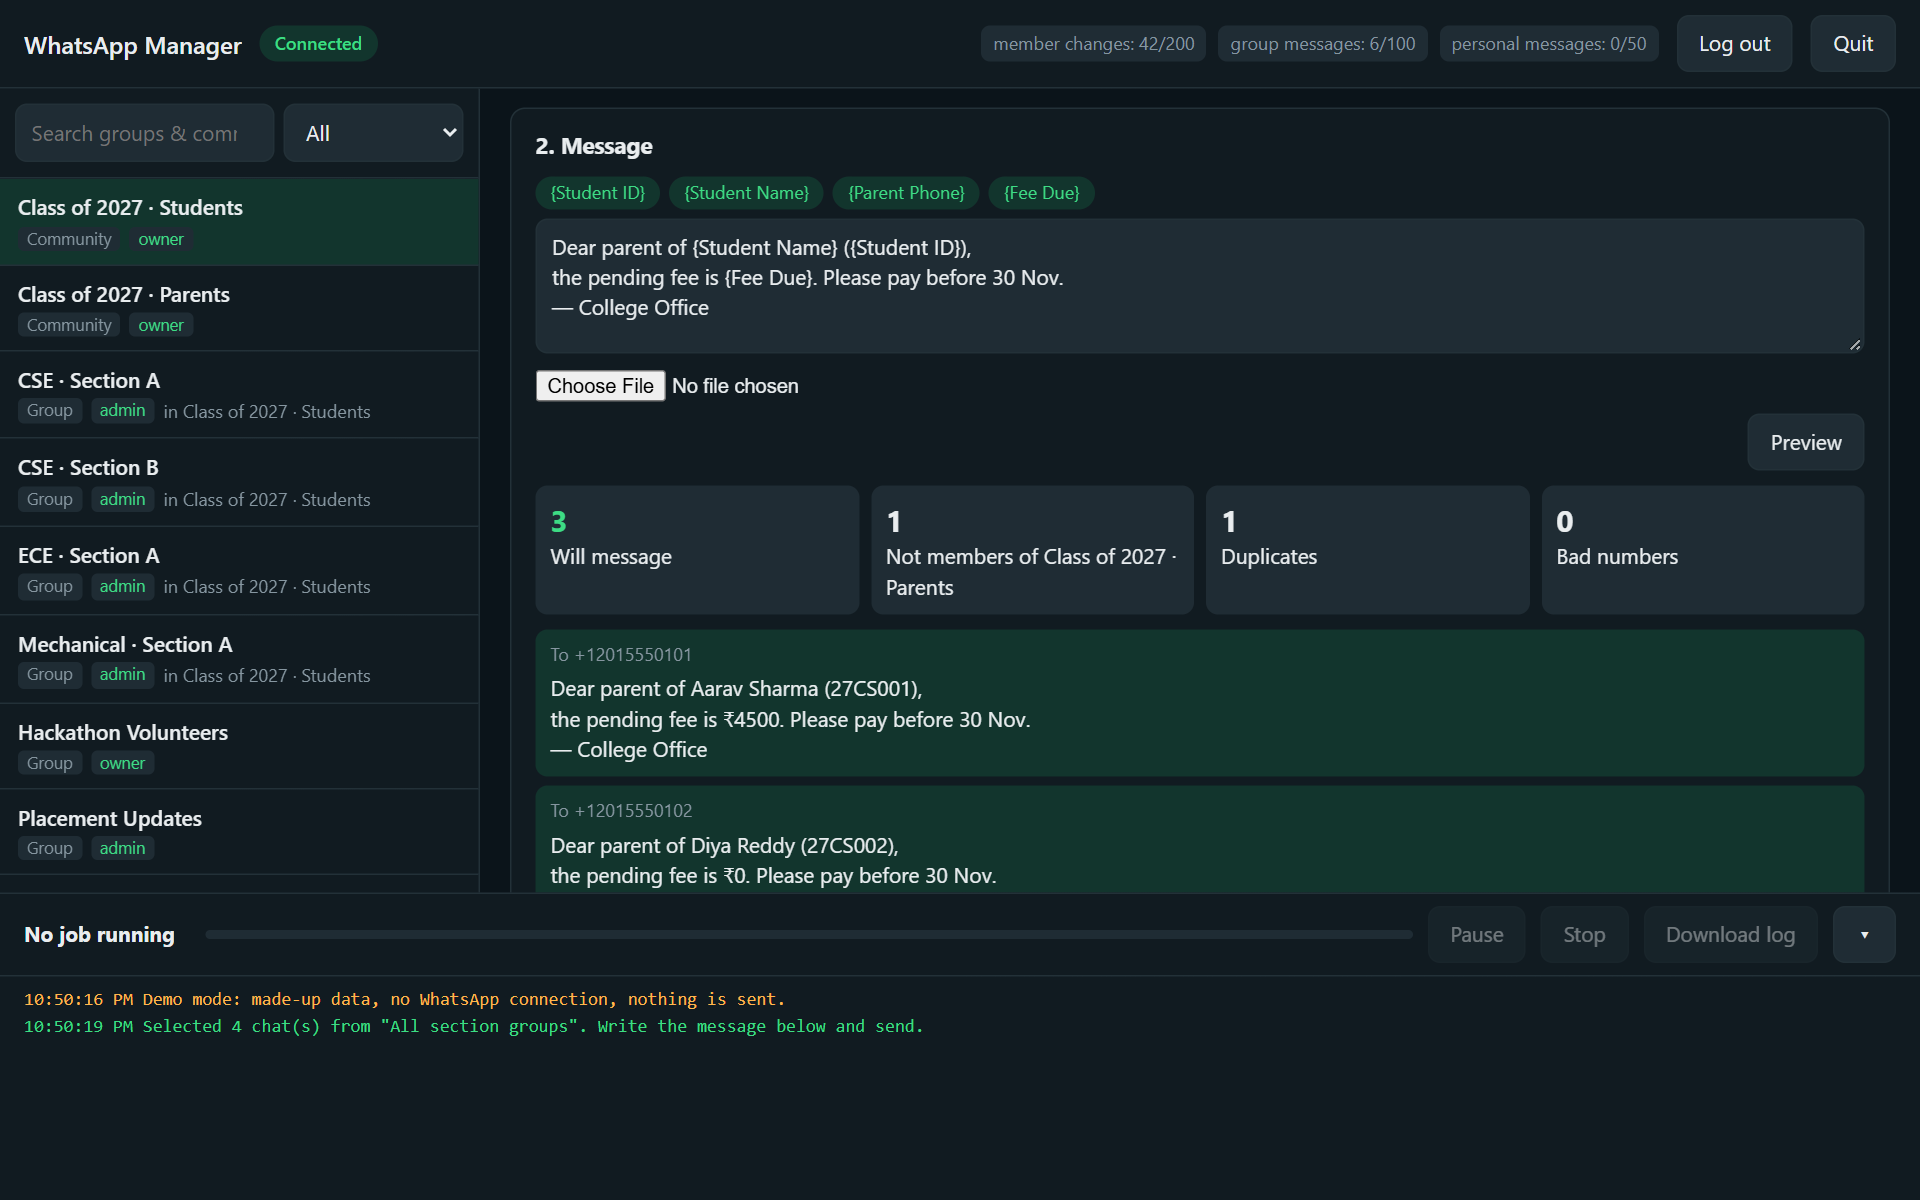 WhatsApp Manager
Connected
member changes: 42/200
group messages: 6/100
personal messages: 0/50
Log out
Quit
Search groups & comm
All
Class of 2027 · Students
Community owner
Class of 2027 · Parents
Community owner
CSE · Section A
Group admin in Class of 2027 · Students
CSE · Section B
Group admin in Class of 2027 · Students
ECE · Section A
Group admin in Class of 2027 · Students
Mechanical · Section A
Group admin in Class of 2027 · Students
Hackathon Volunteers
Group owner
Placement Updates
Group admin
2. Message
{Student ID} {Student Name} {Parent Phone} {Fee Due}
Dear parent of {Student Name} ({Student ID}),
the pending fee is {Fee Due}. Please pay before 30 Nov.
— College Office
Choose File No file chosen
Preview
3
Will message
1
Not members of Class of 2027 ·
Parents
1
Duplicates
0
Bad numbers
To +12015550101
Dear parent of Aarav Sharma (27CS001),
the pending fee is ₹4500. Please pay before 30 Nov.
— College Office
To +12015550102
Dear parent of Diya Reddy (27CS002),
the pending fee is ₹0. Please pay before 30 Nov.
No job running
Pause
Stop
Download log
10:50:16 PM Demo mode: made-up data, no WhatsApp connection, nothing is sent.
10:50:19 PM Selected 4 chat(s) from "All section groups". Write the message below and send.